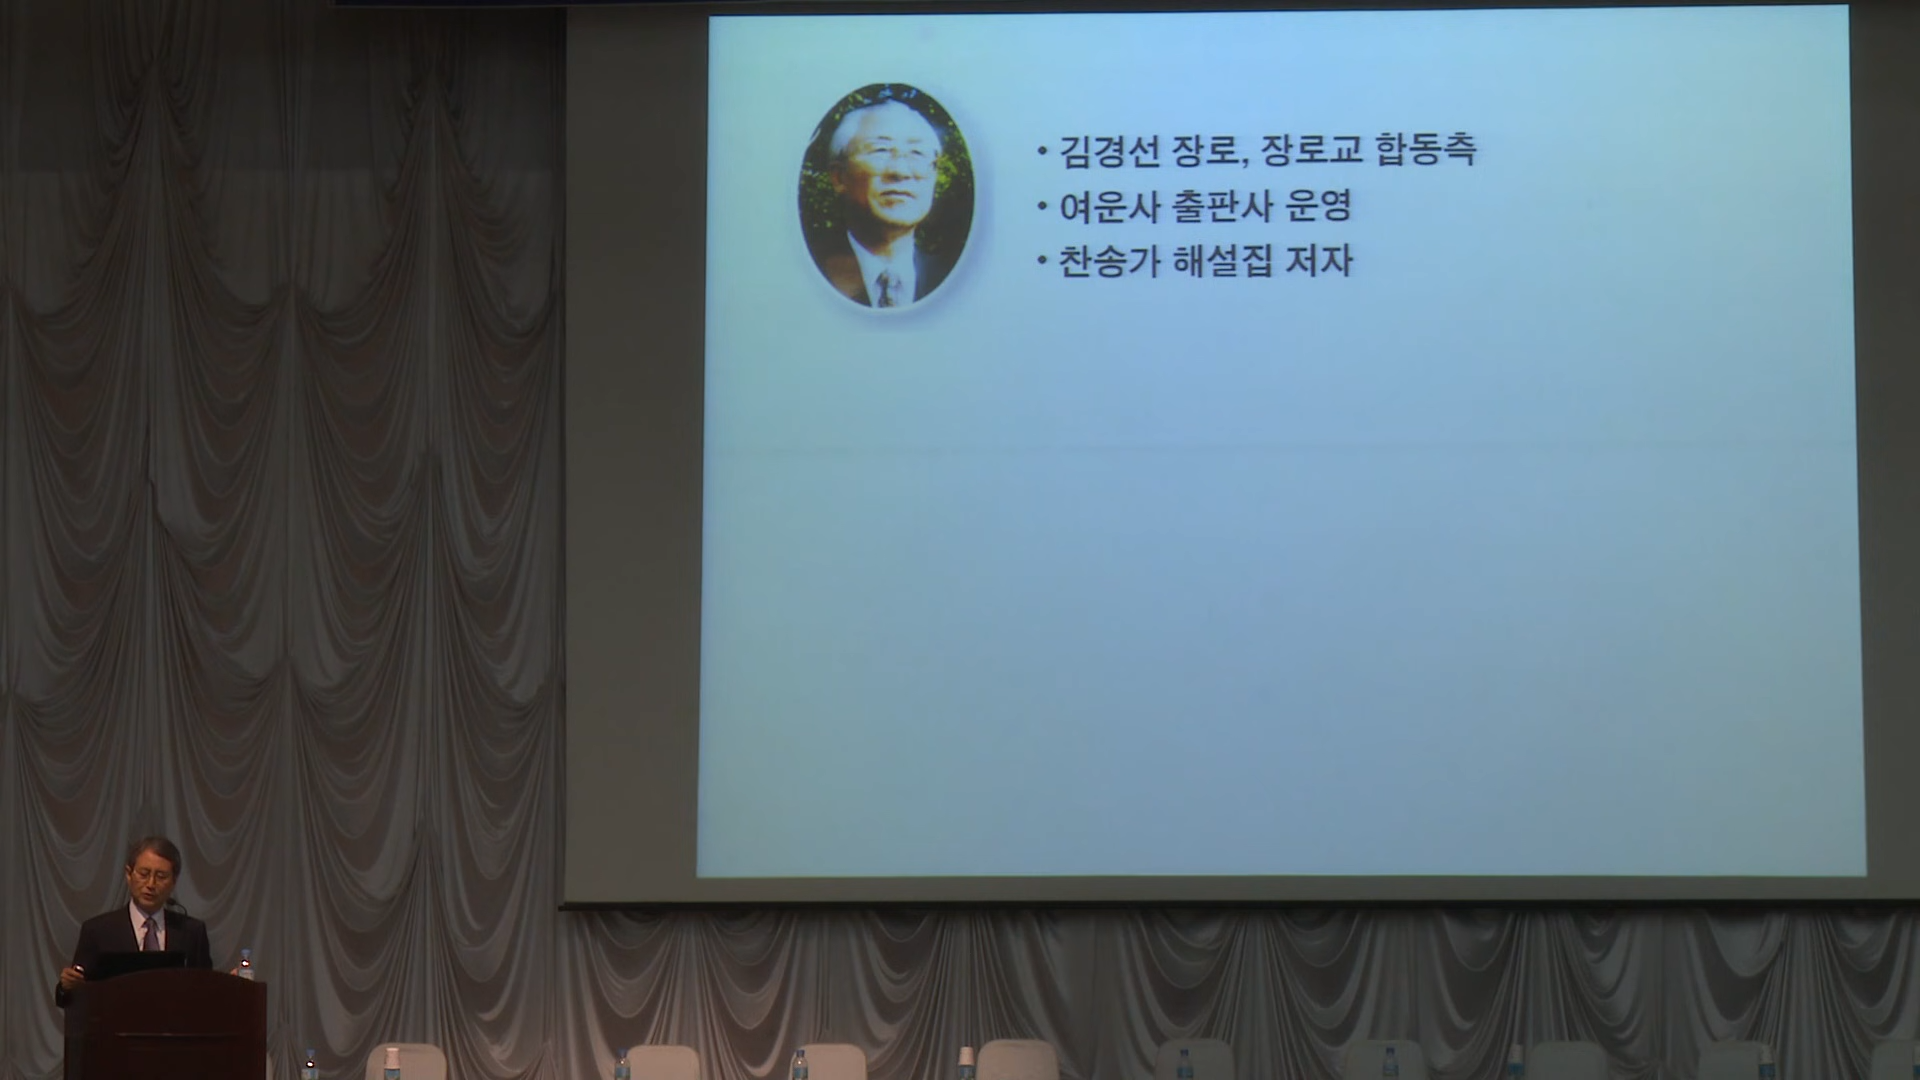 • 김경선 장로, 장로교 합동측
• 여운사 출판사 운영
• 찬송가 해설집 저자